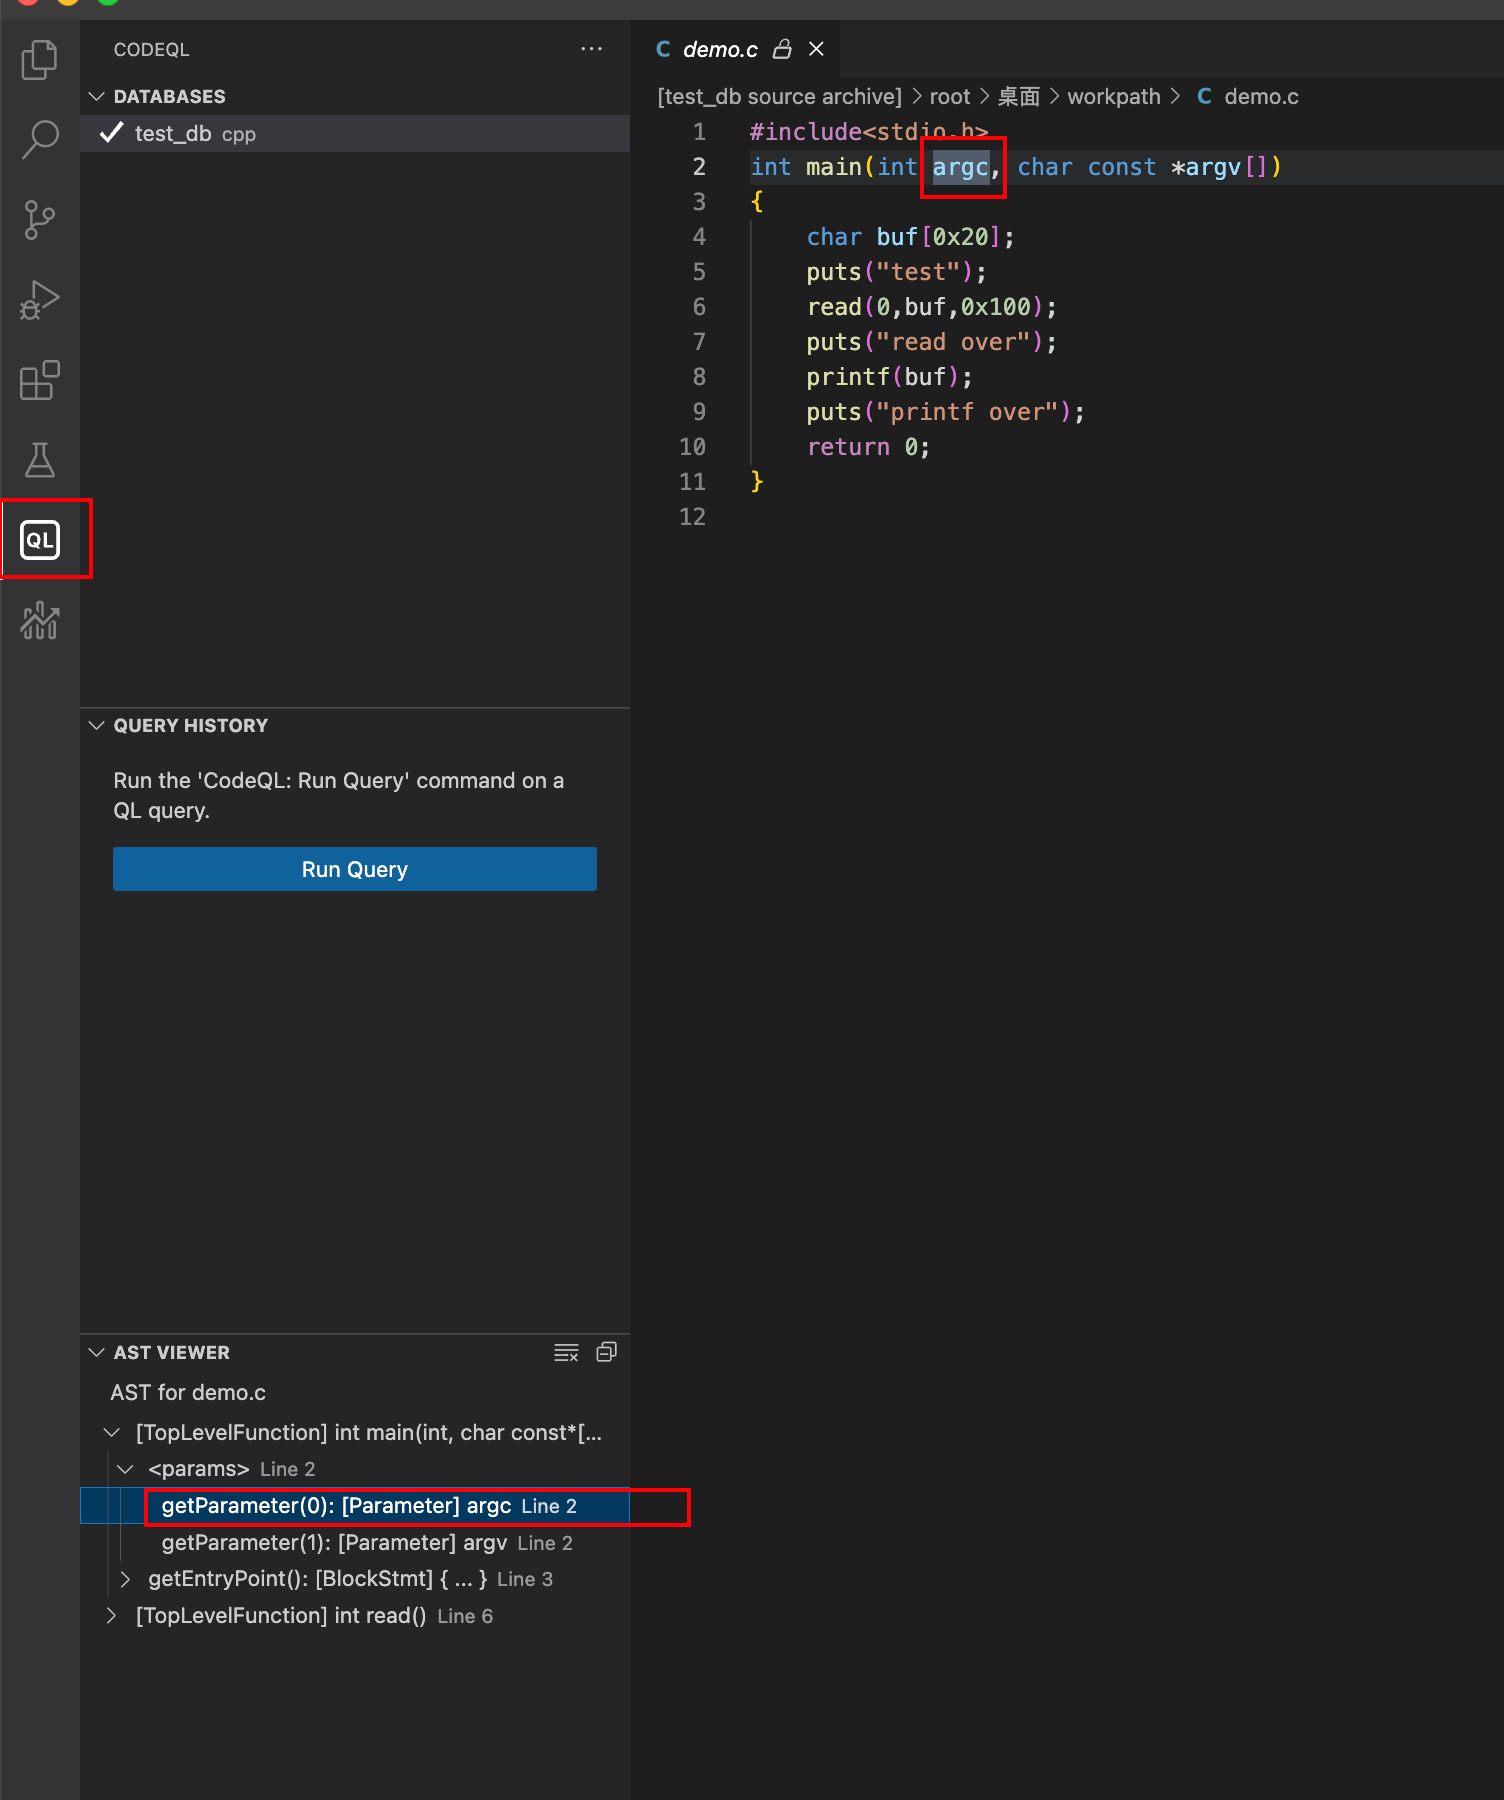 CODEQL
DATABASES
test_db cpp
QL
QUERY HISTORY
Run the 'CodeQL: Run Query' command on a
QL query.
Run Query
AST VIEWER
AST for demo.c
[TopLevelFunction] int main(int, char const*[...
<params> Line 2
getParameter(0): [Parameter] argc Line 2
getParameter(1): [Parameter] argv Line 2
getEntryPoint(): [BlockStmt] { ... } Line 3
[TopLevelFunction] int read() Line 6
C demo.c
[test_db source archive] > root > 桌面 > workpath > C demo.c
1 #include<stdio.h>
2 int main(int argc, char const *argv[])
3 {
4 char buf[0x20];
5 puts("test");
6 read(0,buf,0x100);
7 puts("read over");
8 printf(buf);
9 puts("printf over");
10 return 0;
11 }
12